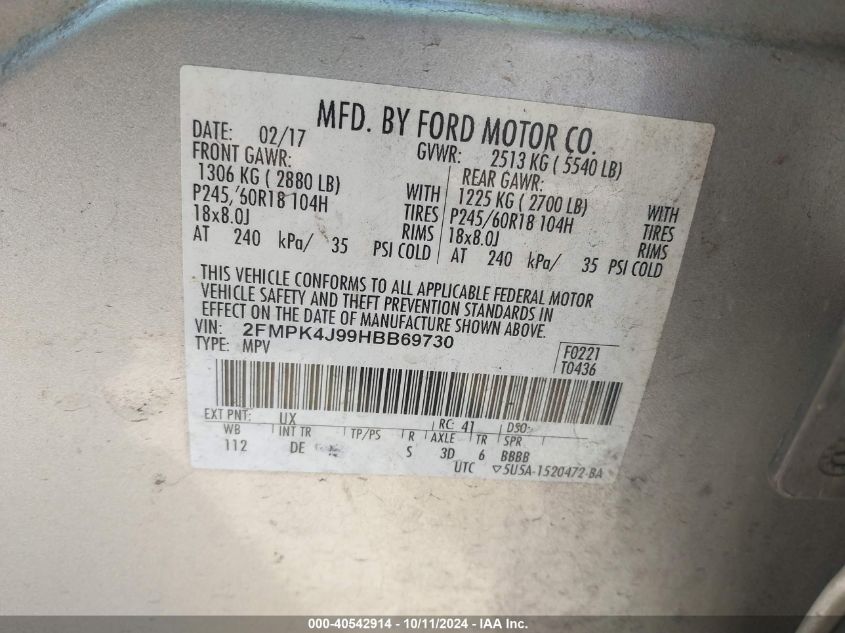 MFD. BY FORD MOTOR CO.
DATE: 02/17 GVWR: 2513 KG ( 5540 LB)
FRONT GAWR: REAR GAWR:
1306 KG ( 2880 LB) WITH 1225 KG ( 2700 LB) WITH
P245/60R18 104H TIRES P245/60R18 104H TIRES
18x8.0J RIMS 18x8.0J RIMS
AT 240 kPa/ 35 PSI COLD AT 240 kPa/ 35 PSI COLD
THIS VEHICLE CONFORMS TO ALL APPLICABLE FEDERAL MOTOR
VEHICLE SAFETY AND THEFT PREVENTION STANDARDS IN
EFFECT ON THE DATE OF MANUFACTURE SHOWN ABOVE.
VIN: 2FMPK4J99HBB69730
TYPE: MPV
F0221
T0436
EXT PNT: UX RC: 41 DSO:
WB INT TR TP/PS R AXLE TR SPR
112 DE S 3D 6 BBBB
UTC ▽5U5A-1520472-BA
000-40542914 - 10/11/2024 - IAA Inc.